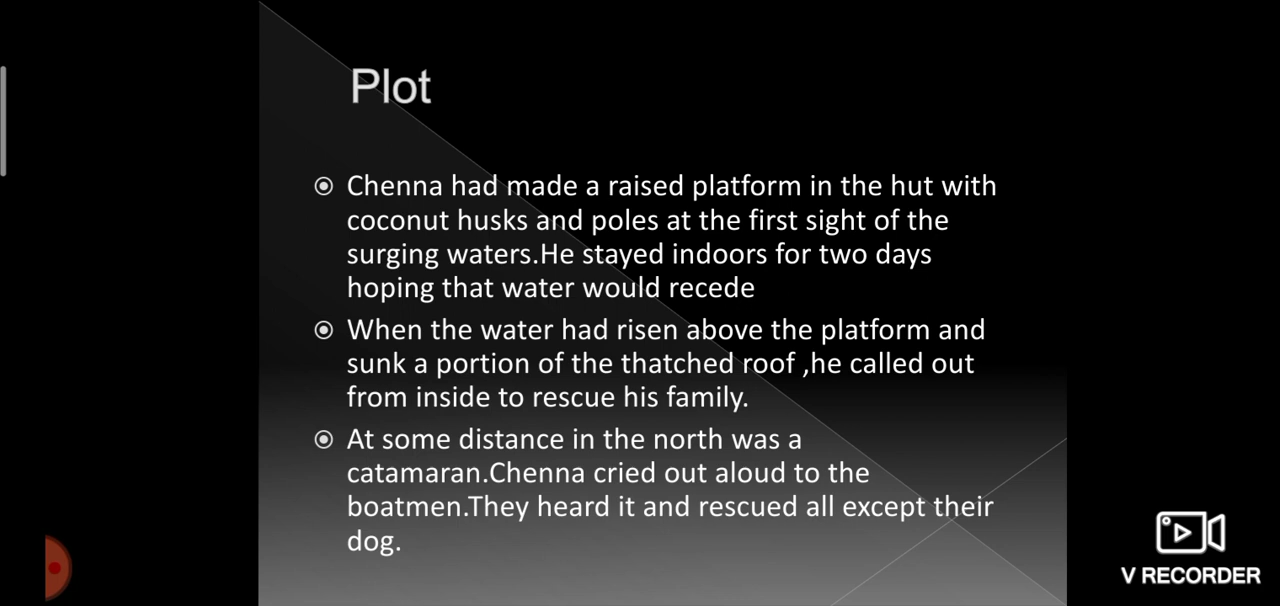 Plot
Chenna had made a raised platform in the hut with
coconut husks and poles at the first sight of the
surging waters.He stayed indoors for two days
hoping that water would recede
When the water had risen above the platform and
sunk a portion of the thatched roof ,he called out
from inside to rescue his family.
At some distance in the north was a
catamaran.Chenna cried out aloud to the
boatmen.They heard it and rescued all except their
dog.
V RECORDER